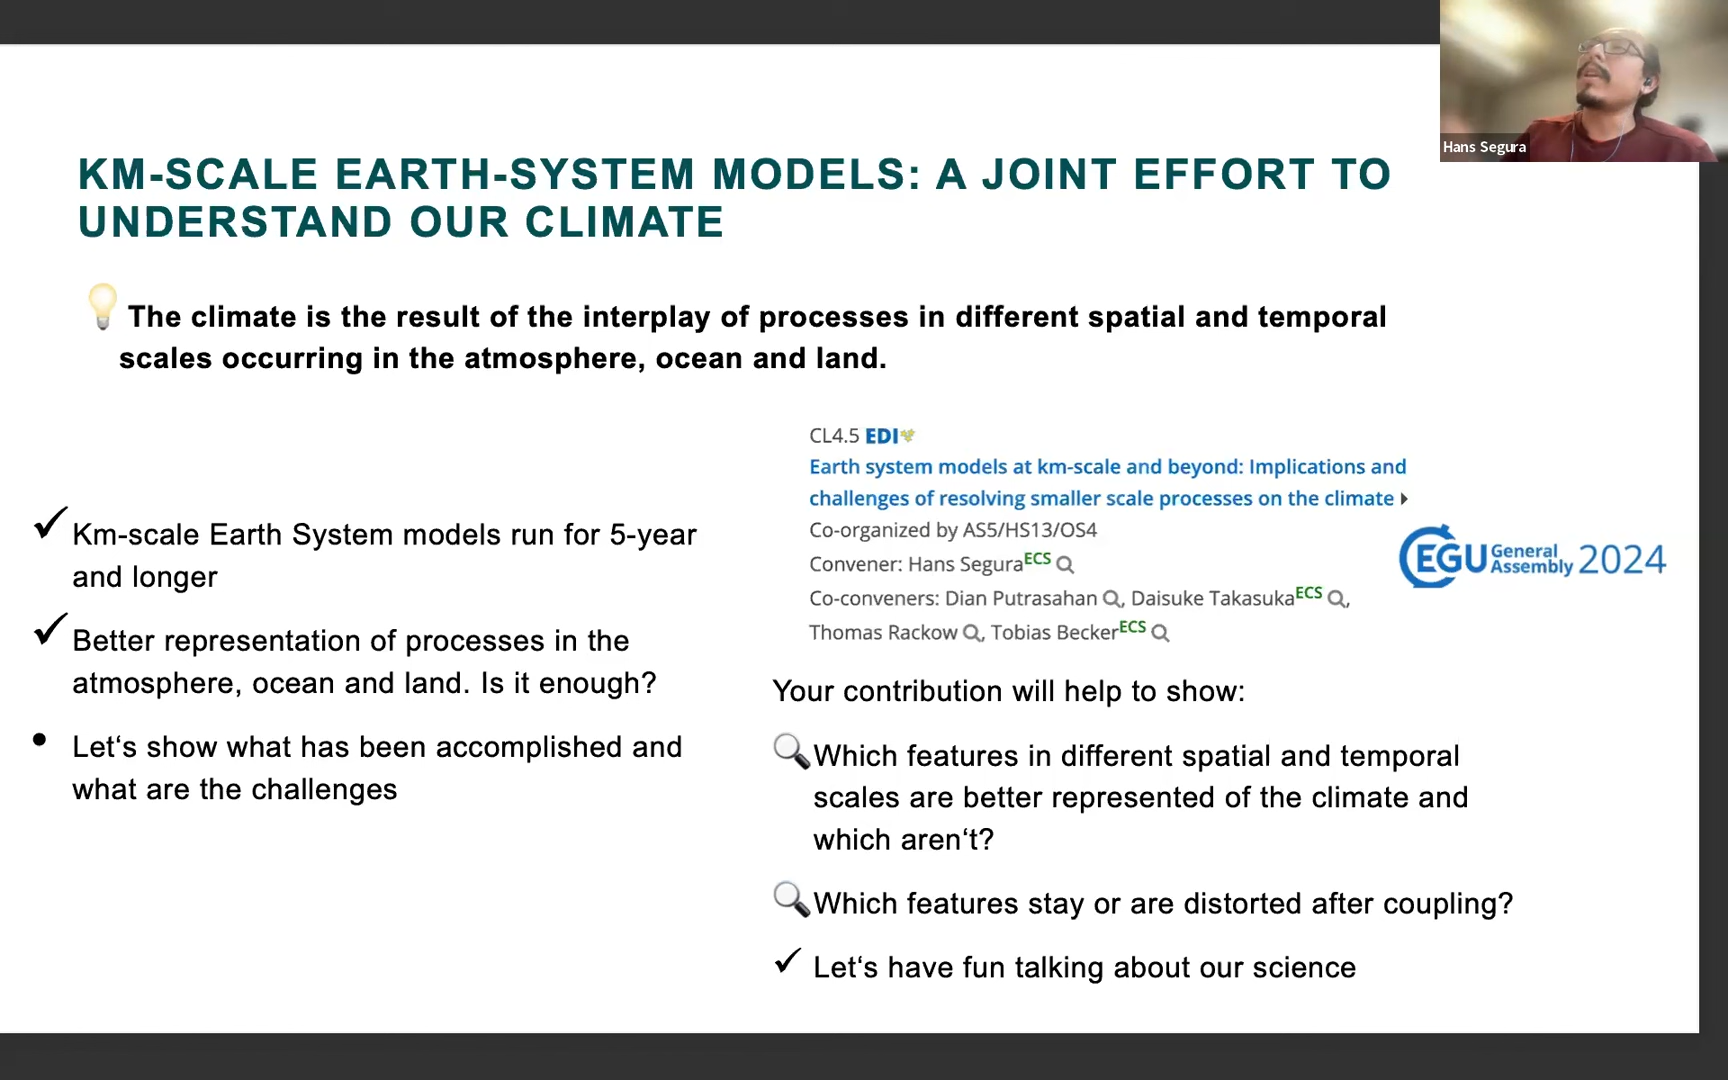 Hans Segura
KM-SCALE EARTH-SYSTEM MODELS: A JOINT EFFORT TO
UNDERSTAND OUR CLIMATE
The climate is the result of the interplay of processes in different spatial and temporal
scales occurring in the atmosphere, ocean and land.
Km-scale Earth System models run for 5-year
and longer
Better representation of processes in the
atmosphere, ocean and land. Is it enough?
• Let‘s show what has been accomplished and
what are the challenges
CL4.5 EDI
Earth system models at km-scale and beyond: Implications and
challenges of resolving smaller scale processes on the climate
Co-organized by AS5/HS13/OS4
Convener: Hans Segura ECS
Co-conveners: Dian Putrasahan, Daisuke Takasuka ECS,
Thomas Rackow, Tobias Becker ECS
EGU General
Assembly 2024
Your contribution will help to show:
Which features in different spatial and temporal
scales are better represented of the climate and
which aren‘t?
Which features stay or are distorted after coupling?
Let‘s have fun talking about our science